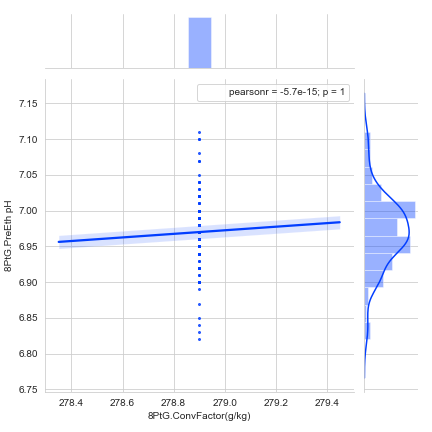 pearsonr = -5.7e-15; p = 1
7.15
7.10
7.05
7.00
6.95
6.90
6.85
6.80
6.75
8PtG.PreEth pH
278.4 278.6 278.8 279.0 279.2 279.4
8PtG.ConvFactor(g/kg)